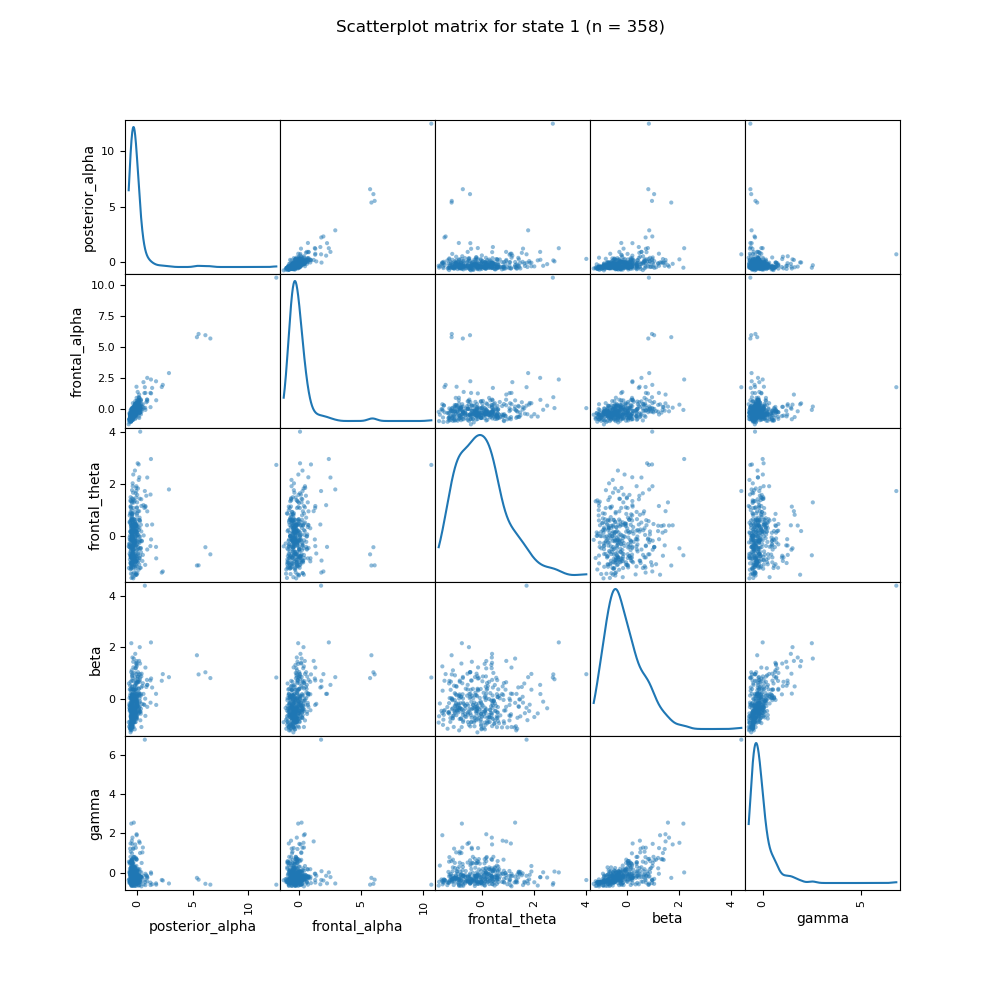 Scatterplot matrix for state 1 (n = 358)
posterior_alpha
10
5
0
frontal_alpha
10.0
7.5
5.0
2.5
0.0
frontal_theta
4
2
0
beta
4
2
0
gamma
6
4
2
0
0 5 10 0 5 10 0 2 4 0 2 4 0 5
posterior_alpha frontal_alpha frontal_theta beta gamma